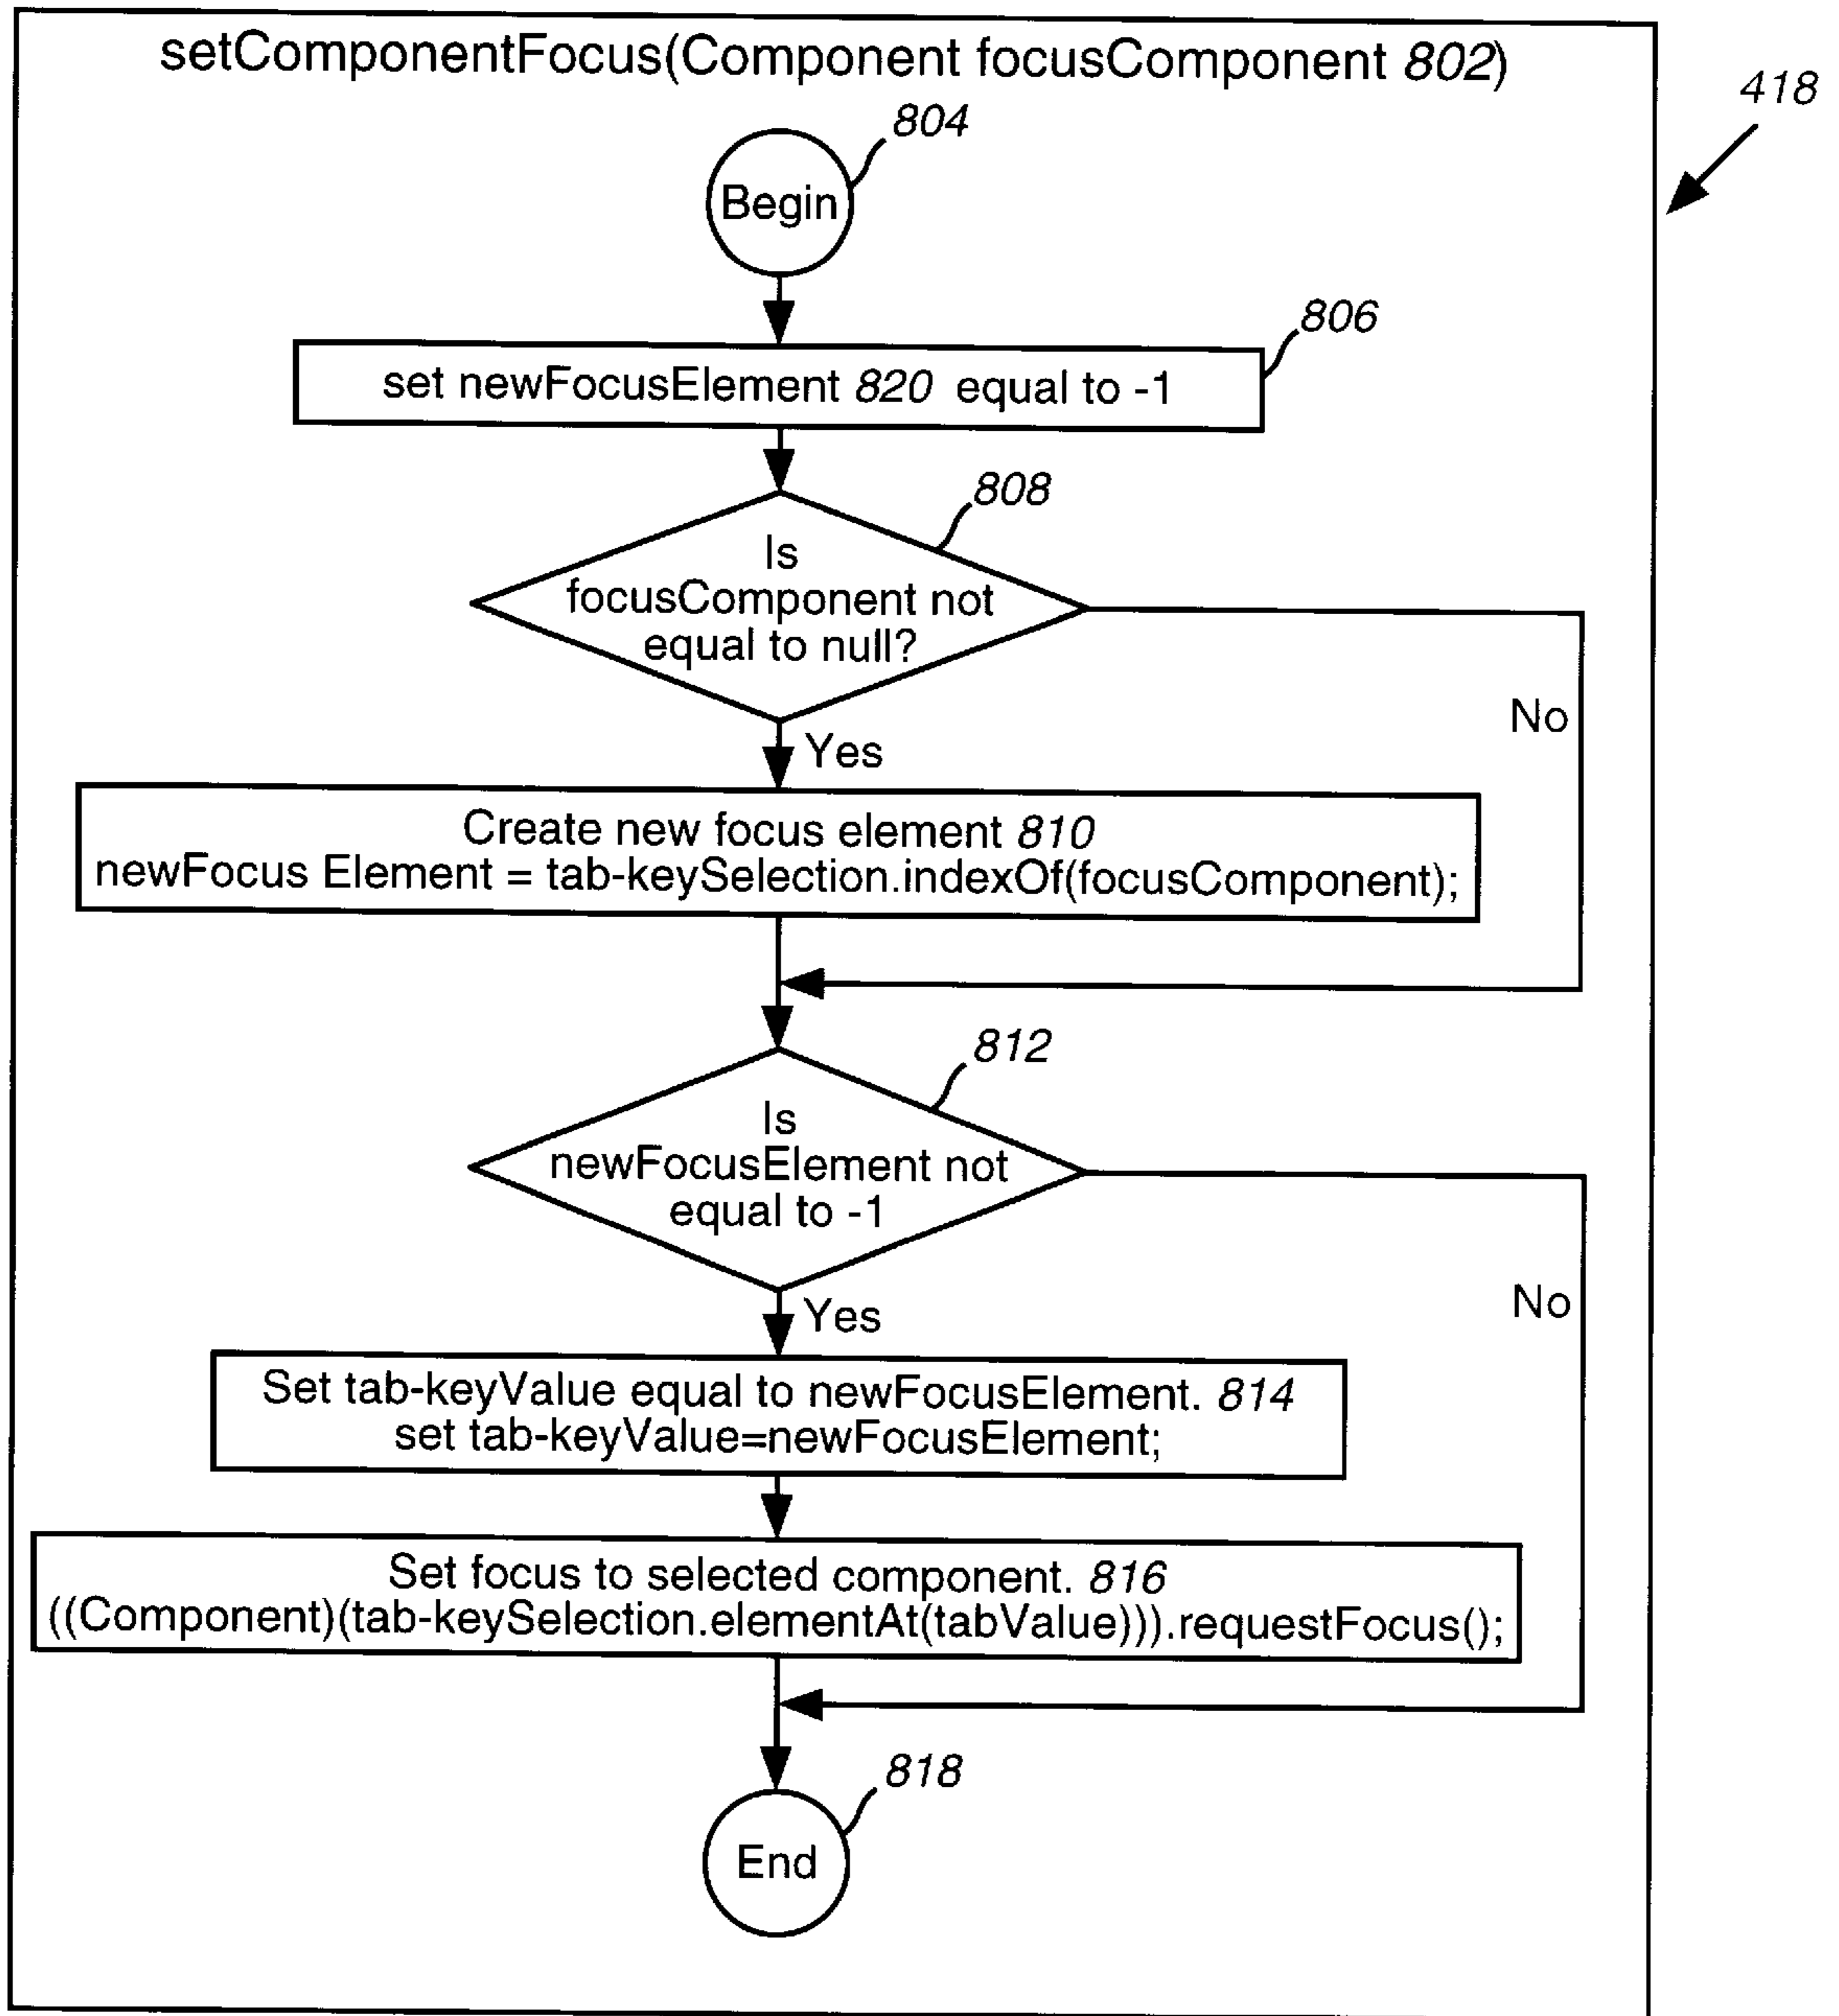 setComponentFocus(Component focusComponent 802)
418
804
Begin
806
set newFocusElement 820 equal to -1
808
Is
focusComponent not
equal to null?
No
Yes
Create new focus element 810
newFocus Element = tab-keySelection.indexOf(focusComponent);
812
Is
newFocusElement not
equal to -1
No
Yes
Set tab-keyValue equal to newFocusElement. 814
set tab-keyValue=newFocusElement;
Set focus to selected component. 816
((Component)(tab-keySelection.elementAt(tabValue))).requestFocus();
818
End